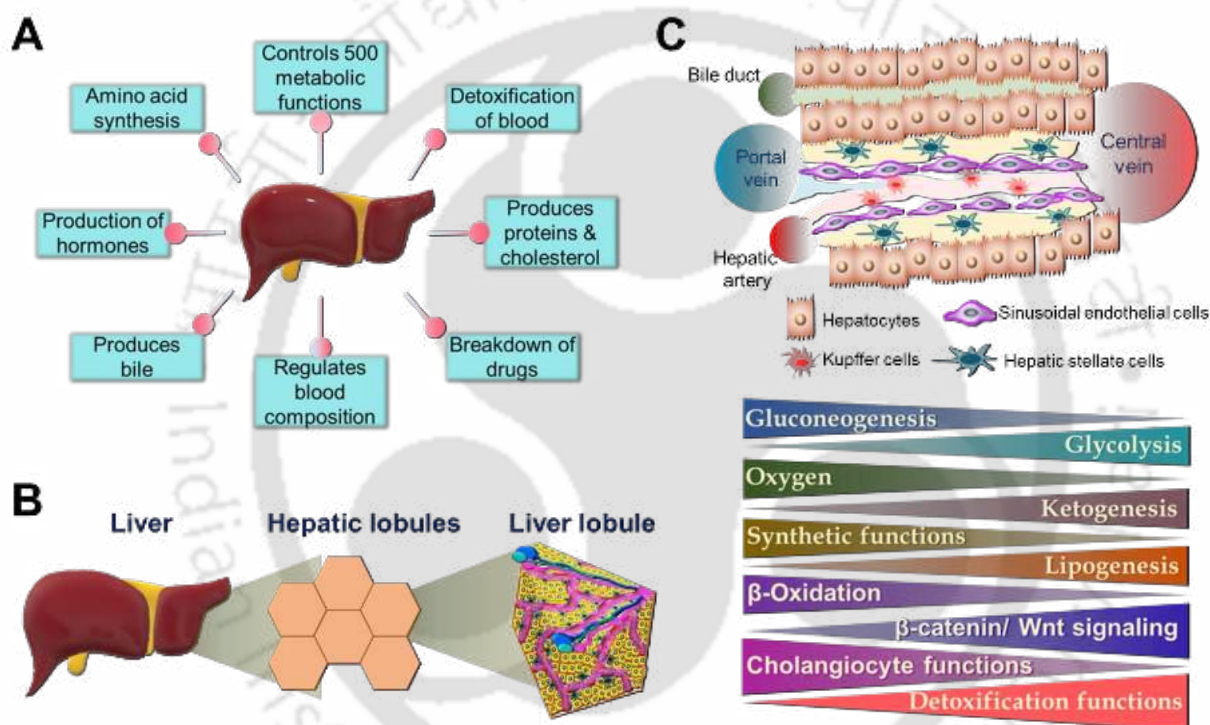 A
Controls 500
metabolic
functions
Amino acid
synthesis
Detoxification
of blood
Production of
hormones
Produces
proteins &
cholesterol
Produces
bile
Regulates
blood
composition
Breakdown of
drugs
B
Liver
Hepatic lobules
Liver lobule
C
Bile duct
Portal
vein
Central
vein
Hepatic
artery
Hepatocytes
Sinusoidal endothelial cells
Kupffer cells
Hepatic stellate cells
Gluconeogenesis
Glycolysis
Oxygen
Ketogenesis
Synthetic functions
Lipogenesis
β-Oxidation
β-catenin/ Wnt signaling
Cholangiocyte functions
Detoxification functions
Indian